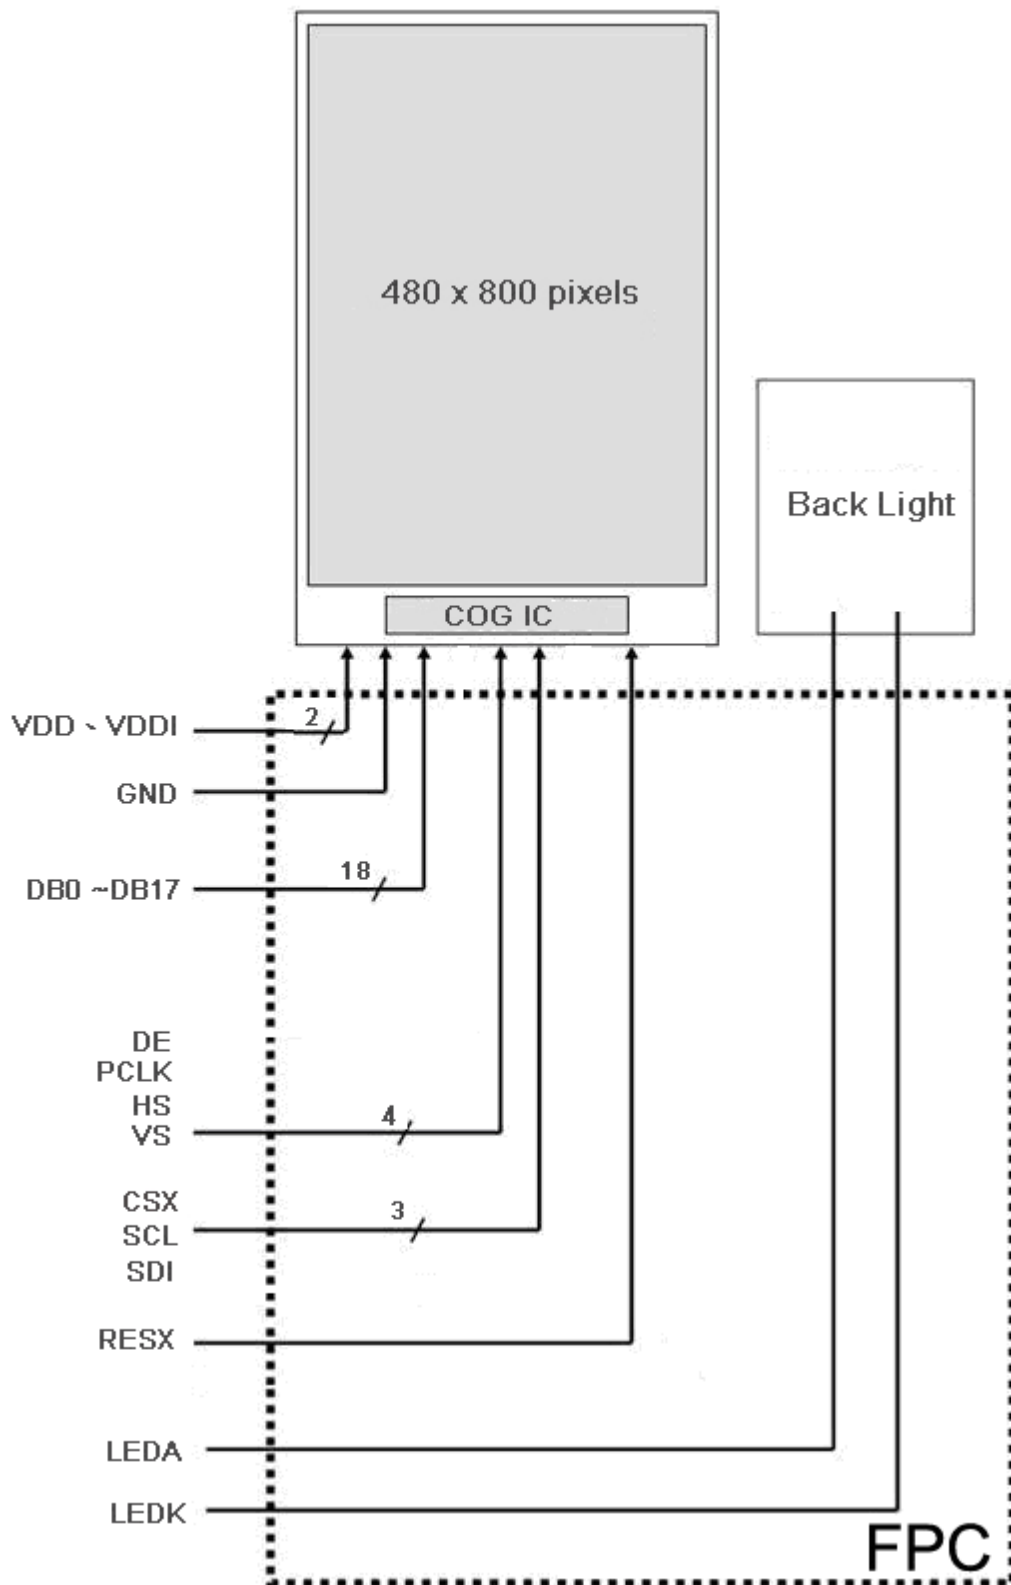 480 x 800 pixels
Back Light
COG IC
VDD、VDDI
2
GND
DB0 ~DB17
18
DE
PCLK
HS
VS
4
CSX
SCL
SDI
3
RESX
LEDA
LEDK
FPC